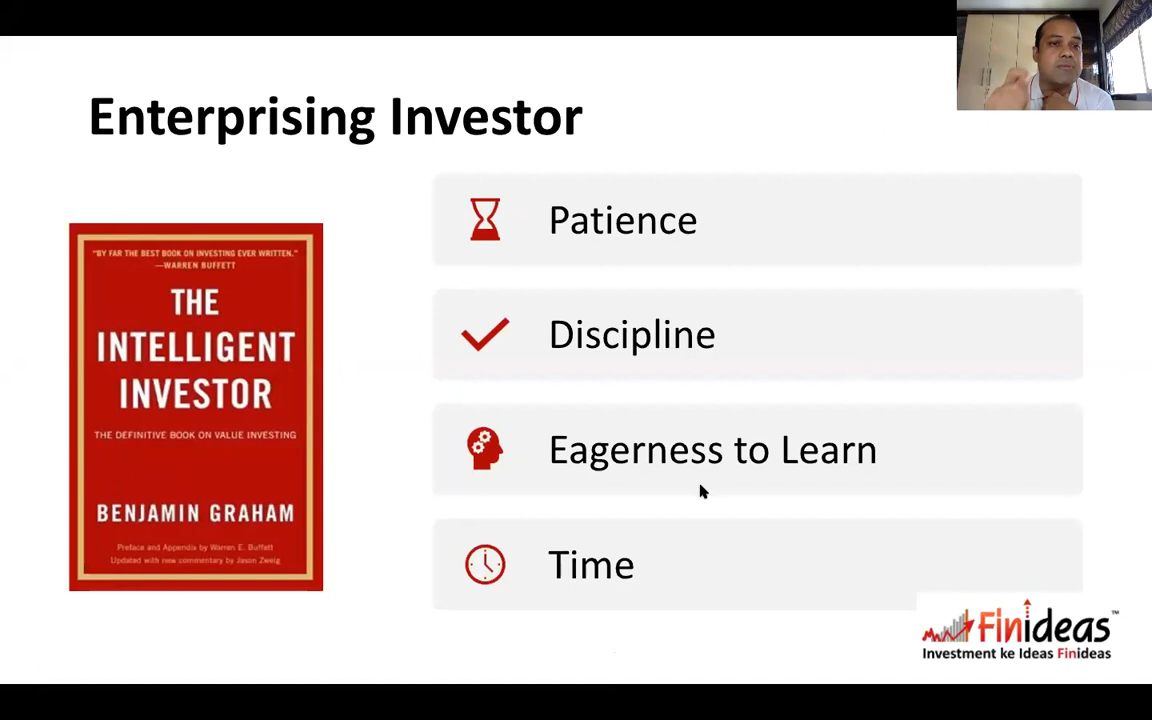 Enterprising Investor
"BY FAR THE BEST BOOK ON INVESTING EVER WRITTEN."
—WARREN BUFFETT
THE
INTELLIGENT
INVESTOR
THE DEFINITIVE BOOK ON VALUE INVESTING
BENJAMIN GRAHAM
Preface and Appendix by Warren E. Buffett
Updated with new commentary by Jason Zweig
Patience
Discipline
Eagerness to Learn
Time
Finideas™
Investment ke Ideas Finideas